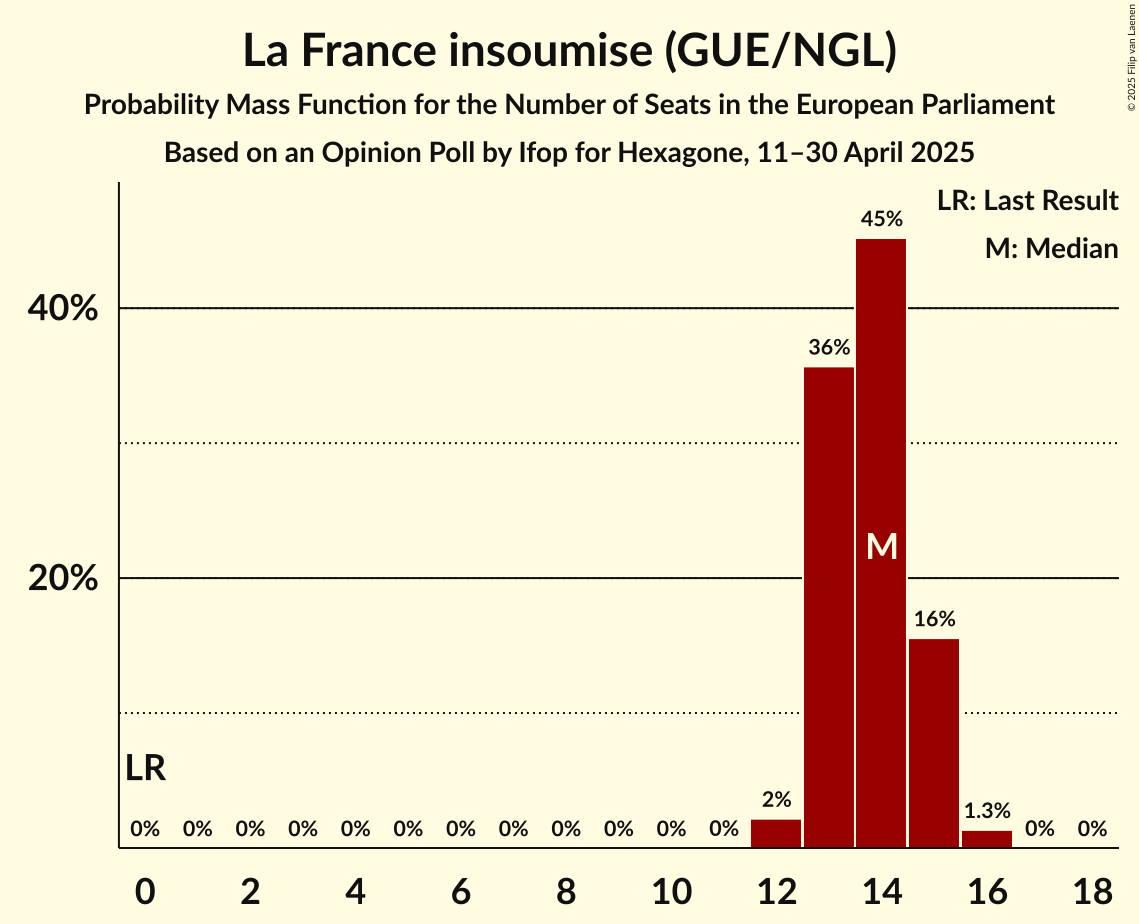 La France insoumise (GUE/NGL)
Probability Mass Function for the Number of Seats in the European Parliament
Based on an Opinion Poll by Ifop for Hexagone, 11–30 April 2025
© 2025 Filip van Laenen
LR: Last Result
M: Median
45%
40%
36%
M
20%
16%
LR
2%
1.3%
0% 0% 0% 0% 0% 0% 0% 0% 0% 0% 0% 0% 0% 0%
0 2 4 6 8 10 12 14 16 18